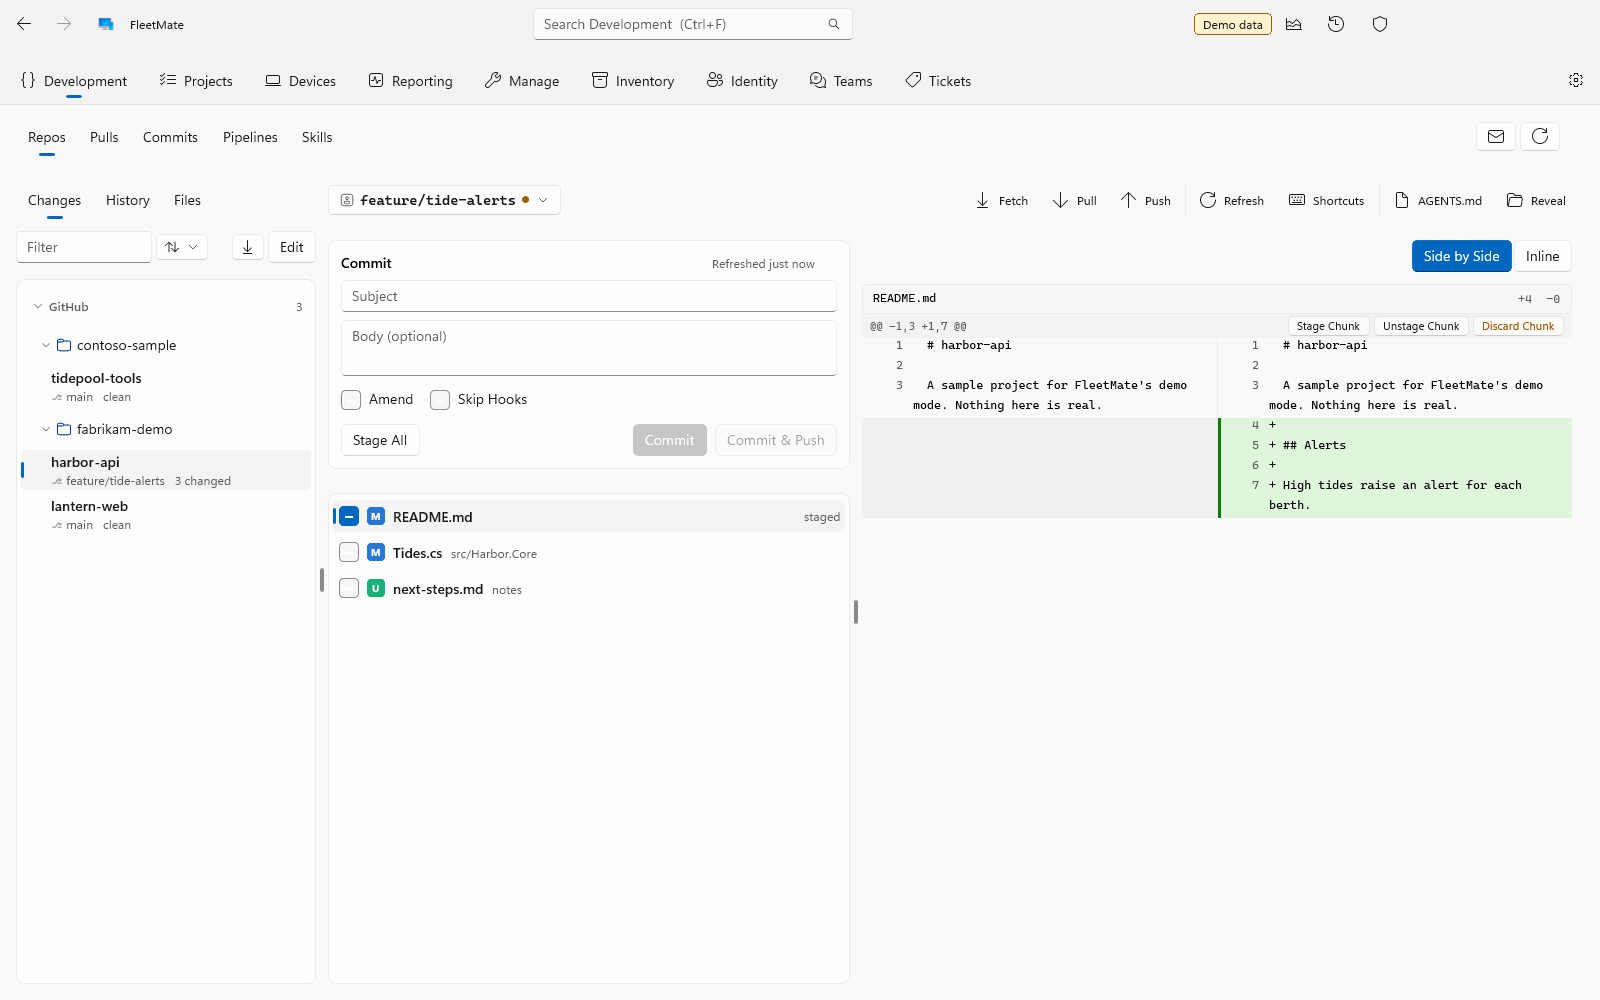 FleetMate
Search Development (Ctrl+F)
Demo data
Development
Projects
Devices
Reporting
Manage
Inventory
Identity
Teams
Tickets
Repos
Pulls
Commits
Pipelines
Skills
Changes
History
Files
feature/tide-alerts
Fetch
Pull
Push
Refresh
Shortcuts
AGENTS.md
Reveal
Filter
Edit
GitHub 3
contoso-sample
tidepool-tools
main clean
fabrikam-demo
harbor-api
feature/tide-alerts 3 changed
lantern-web
main clean
Commit
Refreshed just now
Subject
Body (optional)
Amend
Skip Hooks
Stage All
Commit
Commit & Push
M README.md staged
M Tides.cs src/Harbor.Core
U next-steps.md notes
Side by Side
Inline
README.md +4 −0
@@ −1,3 +1,7 @@
Stage Chunk
Unstage Chunk
Discard Chunk
1 # harbor-api
2
3 A sample project for FleetMate's demo
mode. Nothing here is real.
1 # harbor-api
2
3 A sample project for FleetMate's demo
mode. Nothing here is real.
4 +
5 + ## Alerts
6 +
7 + High tides raise an alert for each
berth.